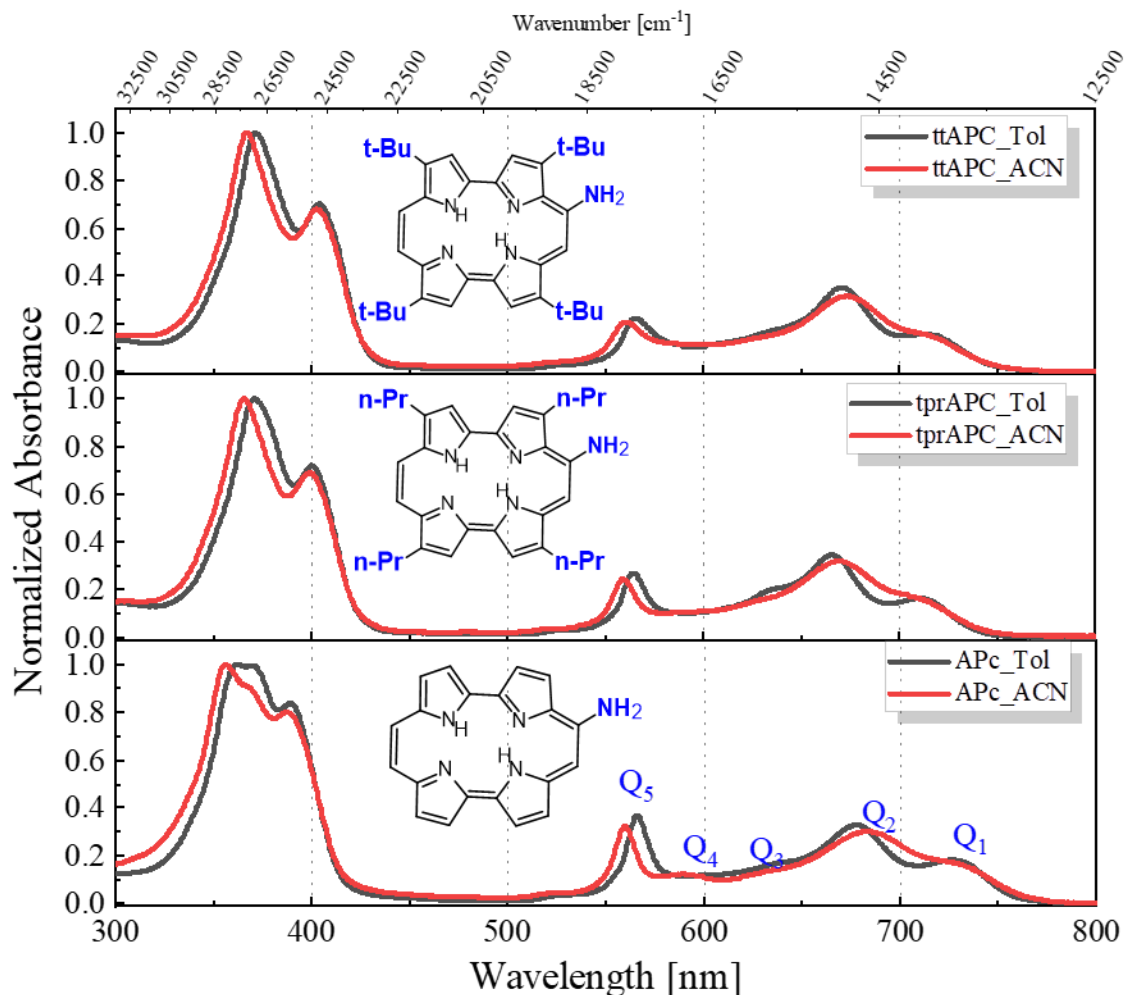 Wavenumber [cm⁻¹]
32500 30500 28500 26500 24500 22500 20500 18500 16500 14500 12500
Normalized Absorbance
1.0
0.8
0.6
0.4
0.2
0.0
ttAPC_Tol
ttAPC_ACN
t-Bu t-Bu
NH₂
N N
H
H
N N
t-Bu t-Bu
1.0
0.8
0.6
0.4
0.2
0.0
tprAPC_Tol
tprAPC_ACN
n-Pr n-Pr
NH₂
N N
H
H
N N
n-Pr n-Pr
1.0
0.8
0.6
0.4
0.2
0.0
APc_Tol
APc_ACN
NH₂
N N
H
H
N N
Q₅ Q₄ Q₃ Q₂ Q₁
300 400 500 600 700 800
Wavelength [nm]